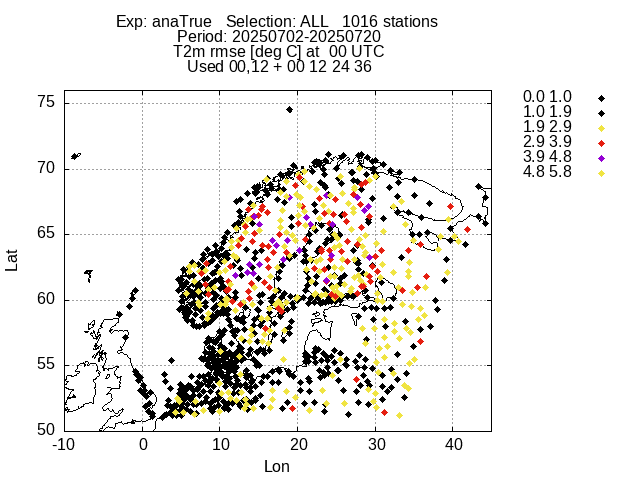 Exp: anaTrue   Selection: ALL   1016 stations
Period: 20250702-20250720
T2m rmse [deg C] at  00 UTC
Used 00,12 + 00 12 24 36
0.0 1.0
1.0 1.9
1.9 2.9
2.9 3.9
3.9 4.8
4.8 5.8
75
70
65
60
55
50
Lat
-10 0 10 20 30 40
Lon